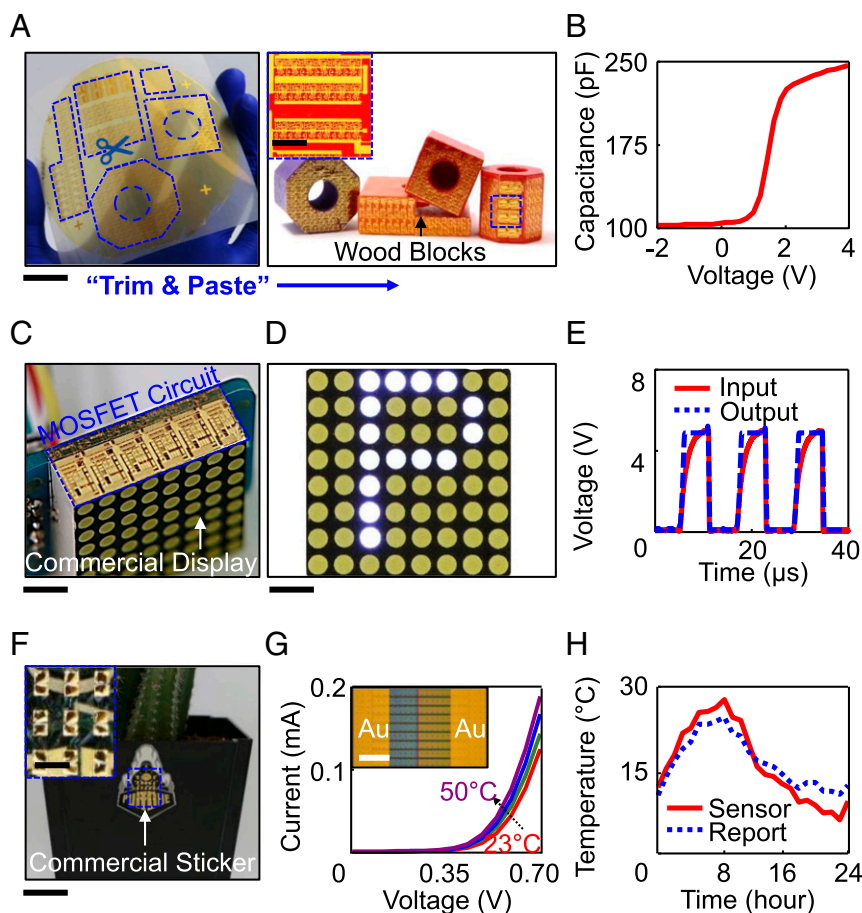 A
Wood Blocks
“Trim & Paste”
B
Capacitance (pF)
250
175
100
-2
0
2
4
Voltage (V)
C
MOSFET Circuit
Commercial Display
D
E
Voltage (V)
8
4
0
20
40
Input
Output
Time (µs)
F
Commercial Sticker
G
Current (mA)
0.2
0.1
0
0.35
0.70
Au
Au
50°C
23°C
Voltage (V)
H
Temperature (°C)
30
15
0
8
16
24
Sensor
Report
Time (hour)